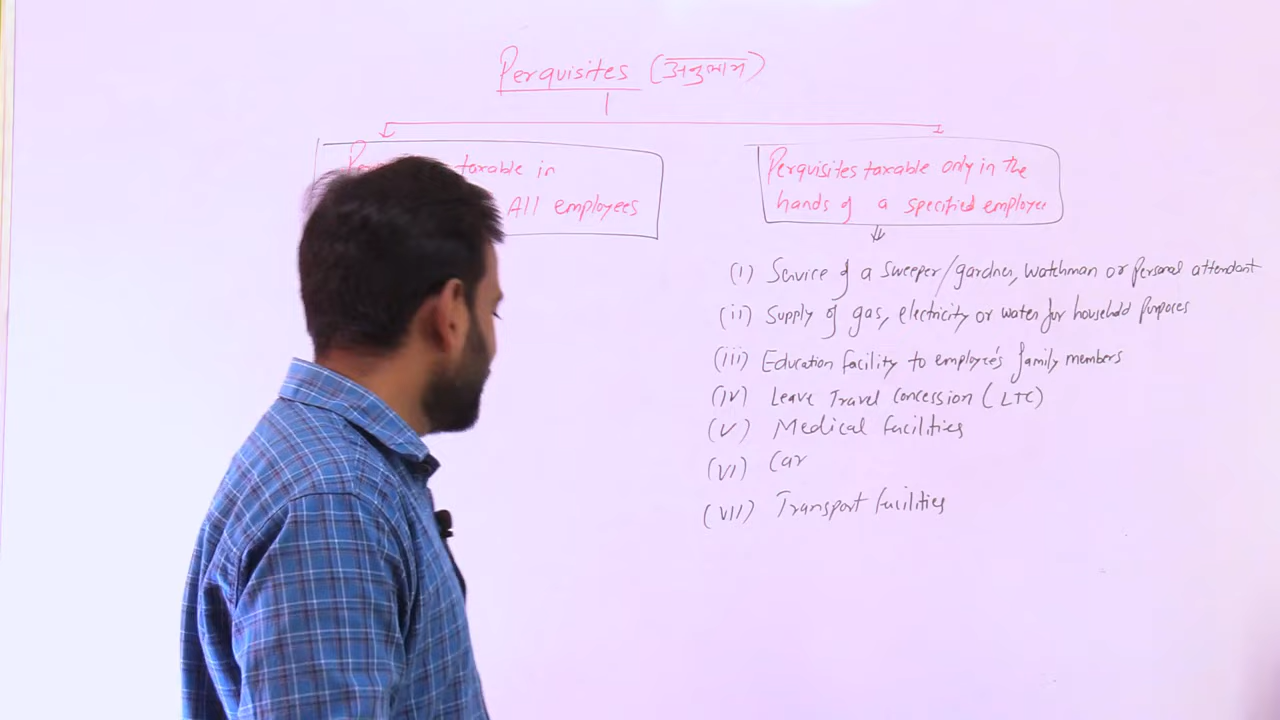 Perquisites (अनुलाभ)
taxable in
All employees
Perquisites taxable only in the
hands of a specified employee
(i) Service of a sweeper/gardner, watchman or personal attendant
(ii) Supply of gas, electricity or water for household purposes
(iii) Education facility to employee's family members
(iv) Leave Travel Concession (LTC)
(v) Medical facilities
(vi) Car
(vii) Transport facilities